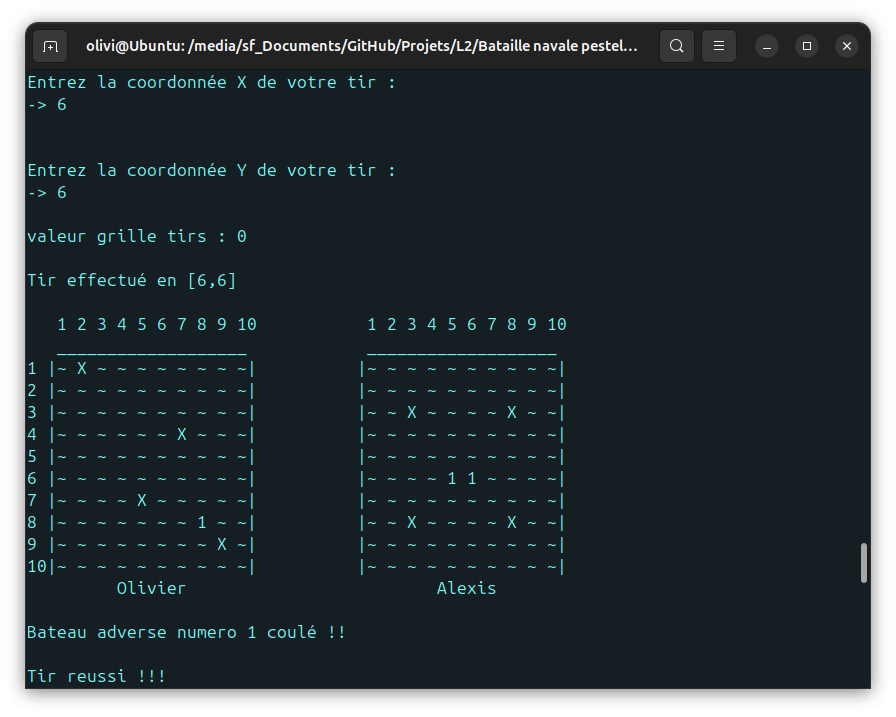 olivi@Ubuntu: /media/sf_Documents/GitHub/Projets/L2/Bataille navale pestel...
Entrez la coordonnée X de votre tir :
-> 6
Entrez la coordonnée Y de votre tir :
-> 6
valeur grille tirs : 0
Tir effectué en [6,6]
   1 2 3 4 5 6 7 8 9 10           1 2 3 4 5 6 7 8 9 10
   ___________________            ___________________
1 |~ X ~ ~ ~ ~ ~ ~ ~ ~|          |~ ~ ~ ~ ~ ~ ~ ~ ~ ~|
2 |~ ~ ~ ~ ~ ~ ~ ~ ~ ~|          |~ ~ ~ ~ ~ ~ ~ ~ ~ ~|
3 |~ ~ ~ ~ ~ ~ ~ ~ ~ ~|          |~ ~ X ~ ~ ~ ~ X ~ ~|
4 |~ ~ ~ ~ ~ ~ X ~ ~ ~|          |~ ~ ~ ~ ~ ~ ~ ~ ~ ~|
5 |~ ~ ~ ~ ~ ~ ~ ~ ~ ~|          |~ ~ ~ ~ ~ ~ ~ ~ ~ ~|
6 |~ ~ ~ ~ ~ ~ ~ ~ ~ ~|          |~ ~ ~ ~ 1 1 ~ ~ ~ ~|
7 |~ ~ ~ ~ X ~ ~ ~ ~ ~|          |~ ~ ~ ~ ~ ~ ~ ~ ~ ~|
8 |~ ~ ~ ~ ~ ~ ~ 1 ~ ~|          |~ ~ X ~ ~ ~ ~ X ~ ~|
9 |~ ~ ~ ~ ~ ~ ~ ~ X ~|          |~ ~ ~ ~ ~ ~ ~ ~ ~ ~|
10|~ ~ ~ ~ ~ ~ ~ ~ ~ ~|          |~ ~ ~ ~ ~ ~ ~ ~ ~ ~|
         Olivier                         Alexis
Bateau adverse numero 1 coulé !!
Tir reussi !!!